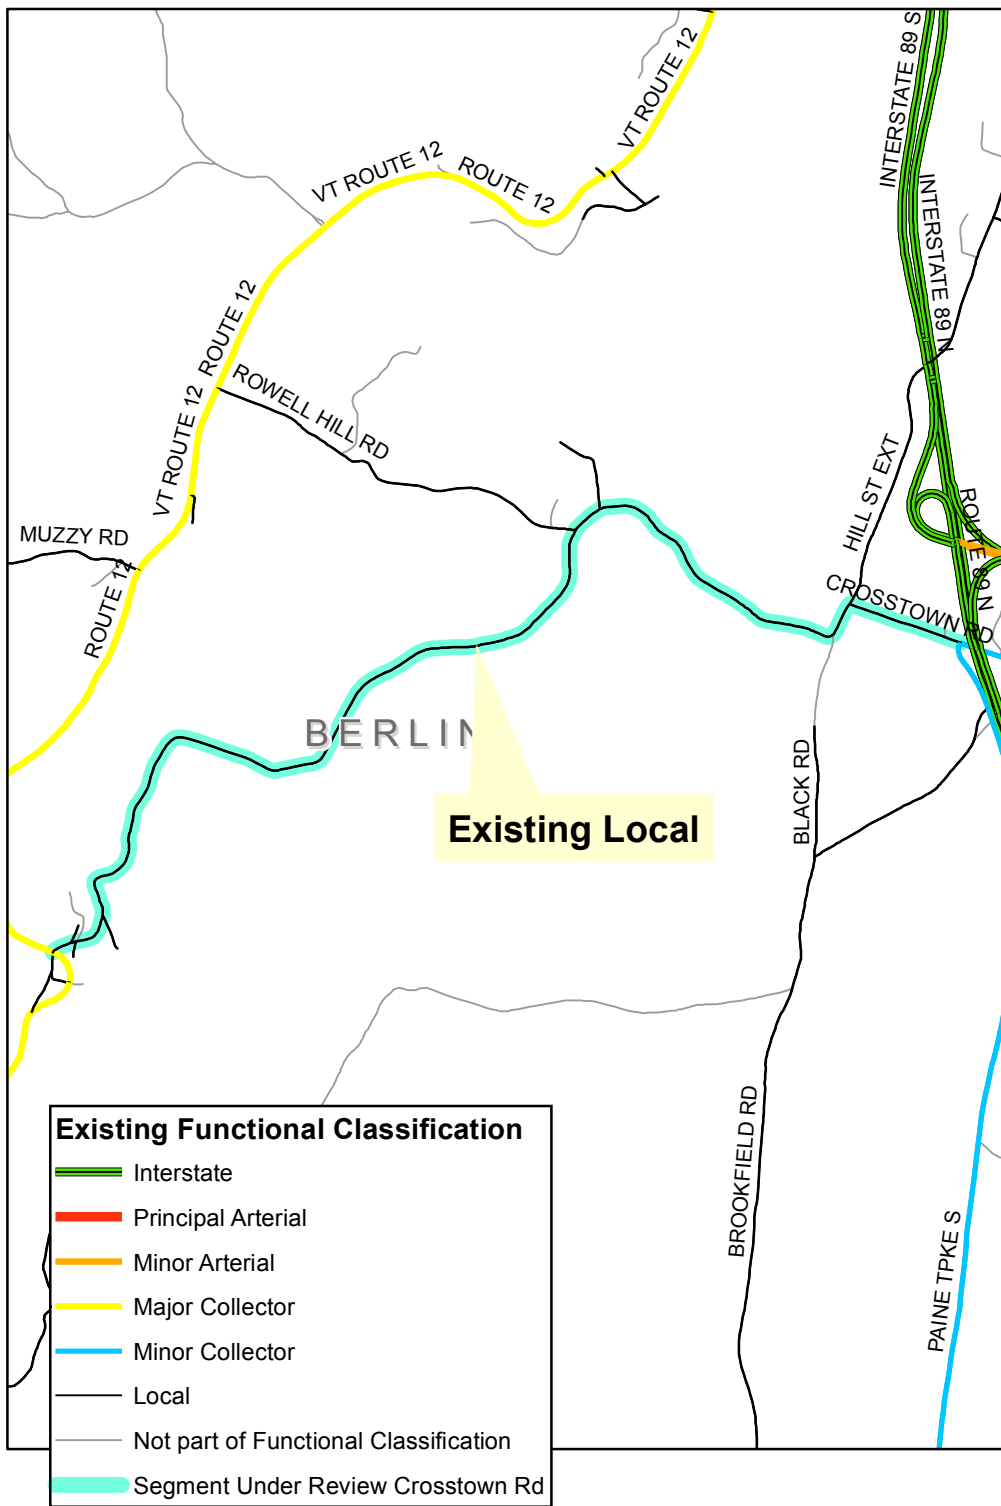 VT ROUTE 12
INTERSTATE 89 S
VT ROUTE 12
ROUTE 12
INTERSTATE 89 N
ROUTE 12
ROWELL HILL RD
VT ROUTE 12
HILL ST EXT
ROUTE 89 N
MUZZY RD
ROUTE 12
CROSSTOWN RD
BERLIN
BLACK RD
Existing Local
BROOKFIELD RD
PAINE TPKE S
Existing Functional Classification
Interstate
Principal Arterial
Minor Arterial
Major Collector
Minor Collector
Local
Not part of Functional Classification
Segment Under Review Crosstown Rd